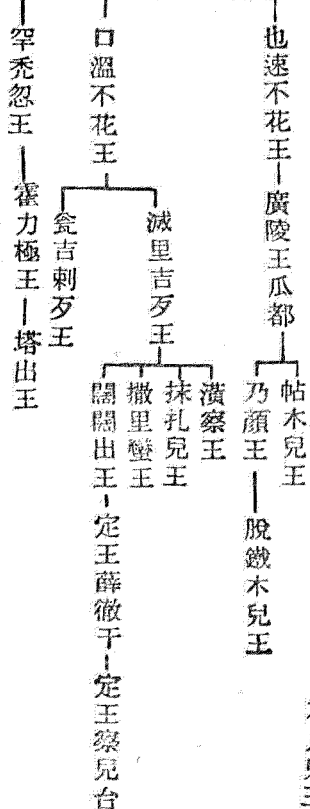 也速不花王
廣陵王瓜都
帖木兒王
乃顏王
脫鐵木兒王
口溫不花王
滅里吉歹王
瓮吉剌歹王
潢察王
抹扎兒王
撒里蠻王
闊闊出王
定王薛徹干
定王察兒台
罕禿忽王
霍力極王
塔出王